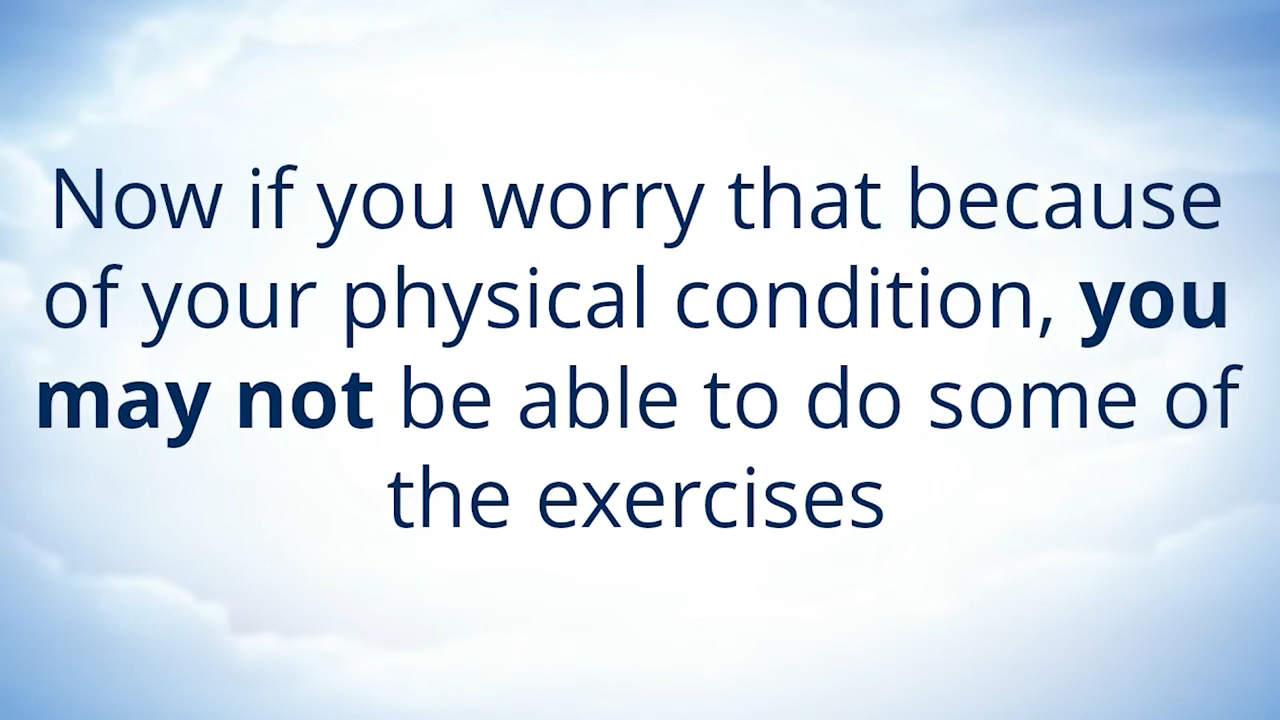 Now if you worry that because
of your physical condition, you
may not be able to do some of
the exercises